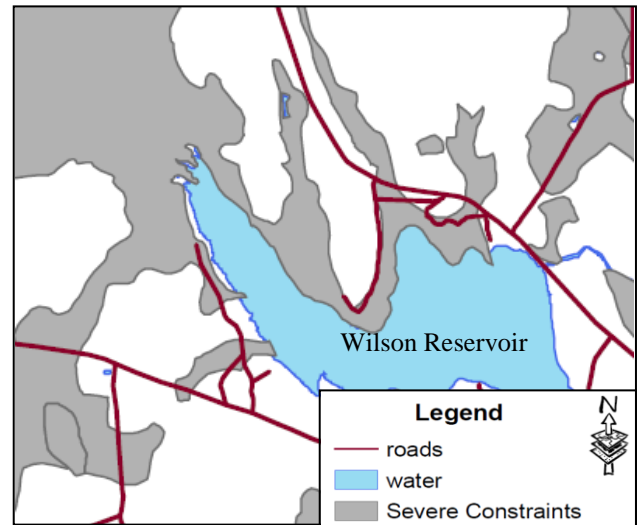 Wilson Reservoir
Legend
N
roads
water
Severe Constraints